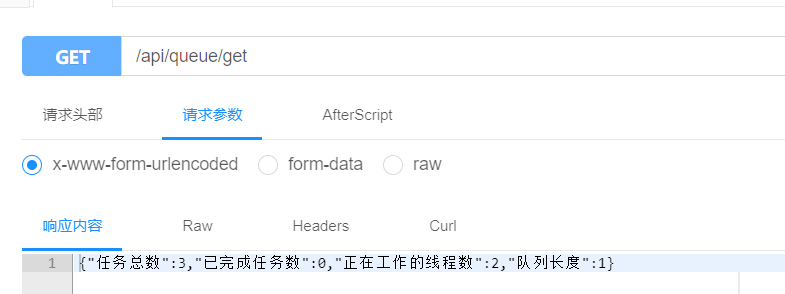 GET /api/queue/get
请求头部 请求参数 AfterScript
x-www-form-urlencoded form-data raw
响应内容 Raw Headers Curl
1 {"任务总数":3,"已完成任务数":0,"正在工作的线程数":2,"队列长度":1}